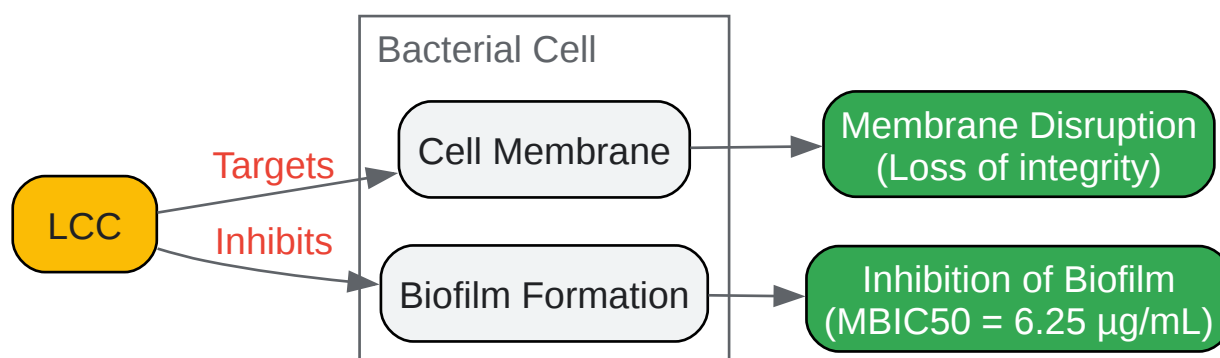 Bacterial Cell
LCC
Targets
Inhibits
Cell Membrane
Membrane Disruption
(Loss of integrity)
Biofilm Formation
Inhibition of Biofilm
(MBIC50 = 6.25 µg/mL)